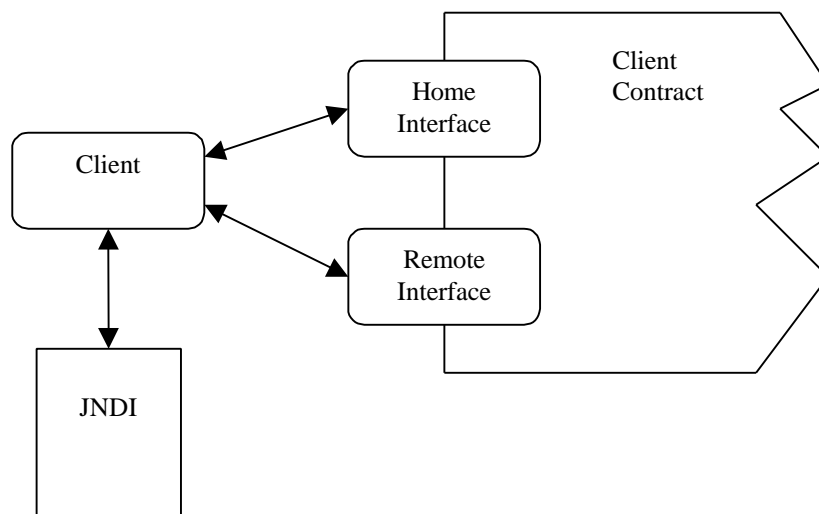 Client
Contract
Home
Interface
Client
Remote
Interface
JNDI